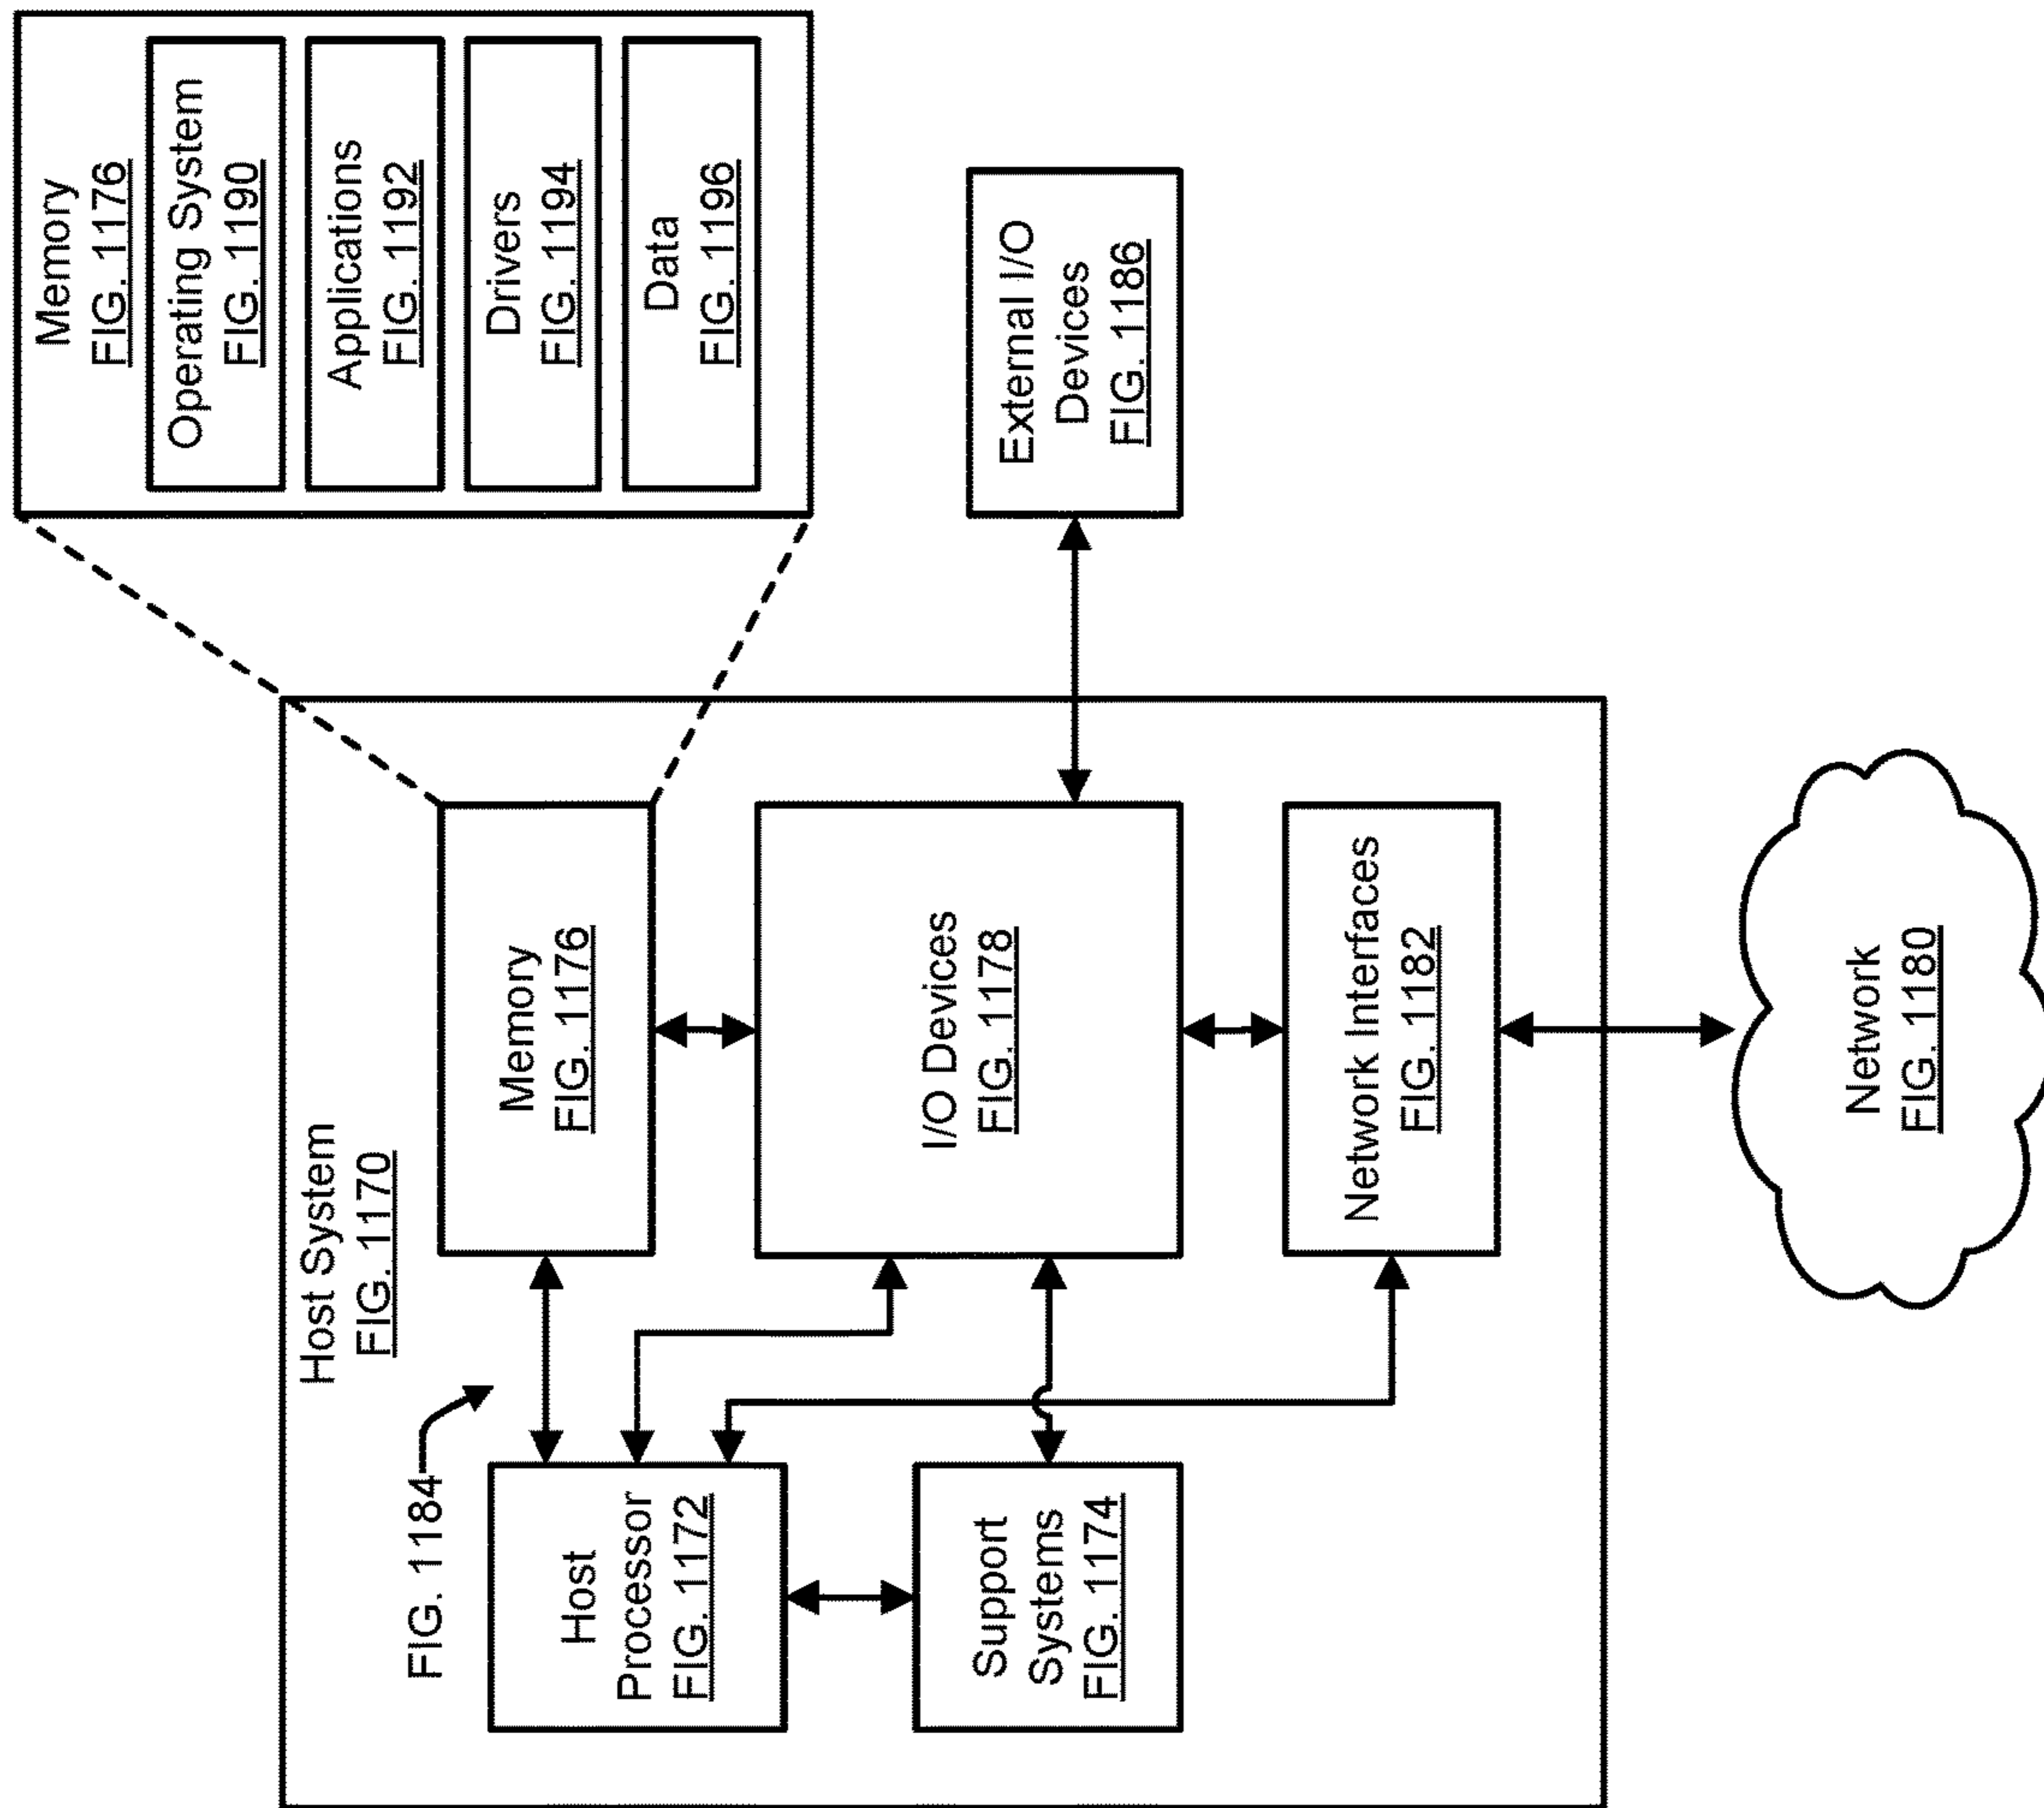 Host System
FIG. 1170
FIG. 1184
Host
Processor
FIG. 1172
Support
Systems
FIG. 1174
Memory
FIG. 1176
I/O Devices
FIG. 1178
Network Interfaces
FIG. 1182
Network
FIG. 1180
Memory
FIG. 1176
Operating System
FIG. 1190
Applications
FIG. 1192
Drivers
FIG. 1194
Data
FIG. 1196
External I/O
Devices
FIG. 1186